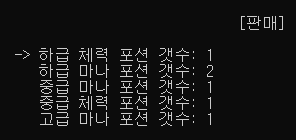 [판매]
-> 하급 체력 포션 갯수: 1
하급 마나 포션 갯수: 2
중급 마나 포션 갯수: 1
중급 체력 포션 갯수: 1
고급 마나 포션 갯수: 1